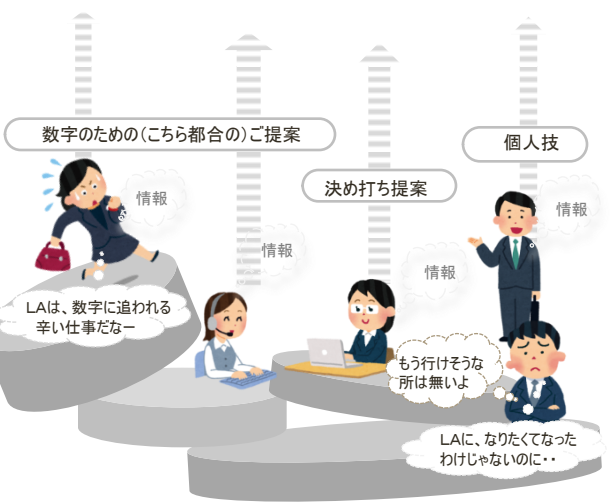 数字のための(こちら都合の)ご提案
個人技
決め打ち提案
情報
情報
情報
情報
LAは、数字に追われる
辛い仕事だなー
もう行けそうな
所は無いよ
LAに、なりたくてなった
わけじゃないのに・・